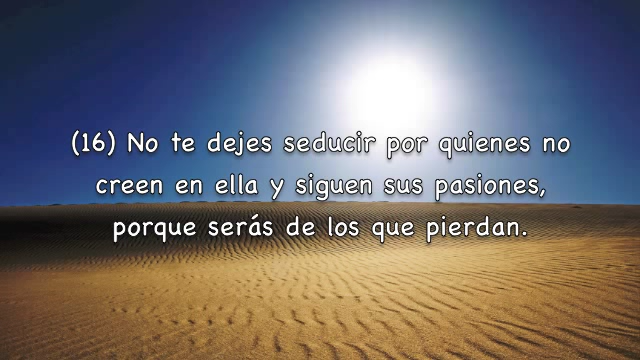 (16) No te dejes seducir por quienes no
creen en ella y siguen sus pasiones,
porque serás de los que pierdan.